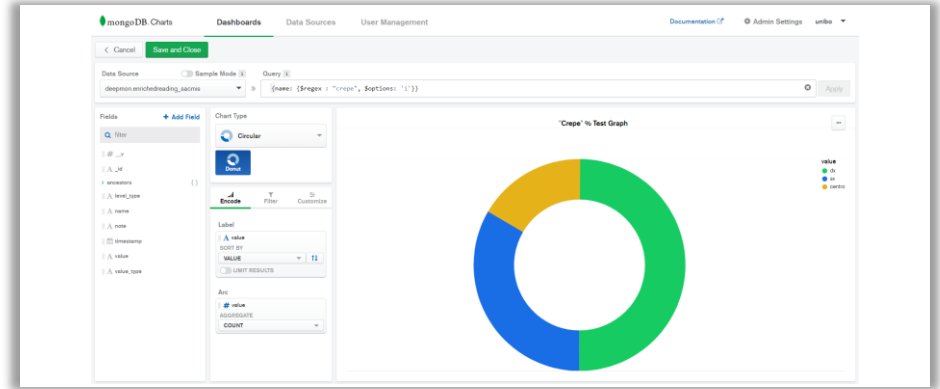 mongoDB. Charts Dashboards Data Sources User Management Documentation Admin Settings unibo
< Cancel Save and Close
Data Source Sample Mode i Query i
deepmon.enrichedreading_sacmis » {name: {$regex : "crepe", $options: 'i'}} Apply
Fields + Add Field
filter
# __v
A _id
> ancestors { }
A level_type
A name
A note
timestamp
A value
A value_type
Chart Type
Circular
Donut
Encode Filter Customize
Label
A value
SORT BY
VALUE
LIMIT RESULTS
Arc
# value
AGGREGATE
COUNT
"Crepe" % Test Graph
...
value
dx
sx
centro